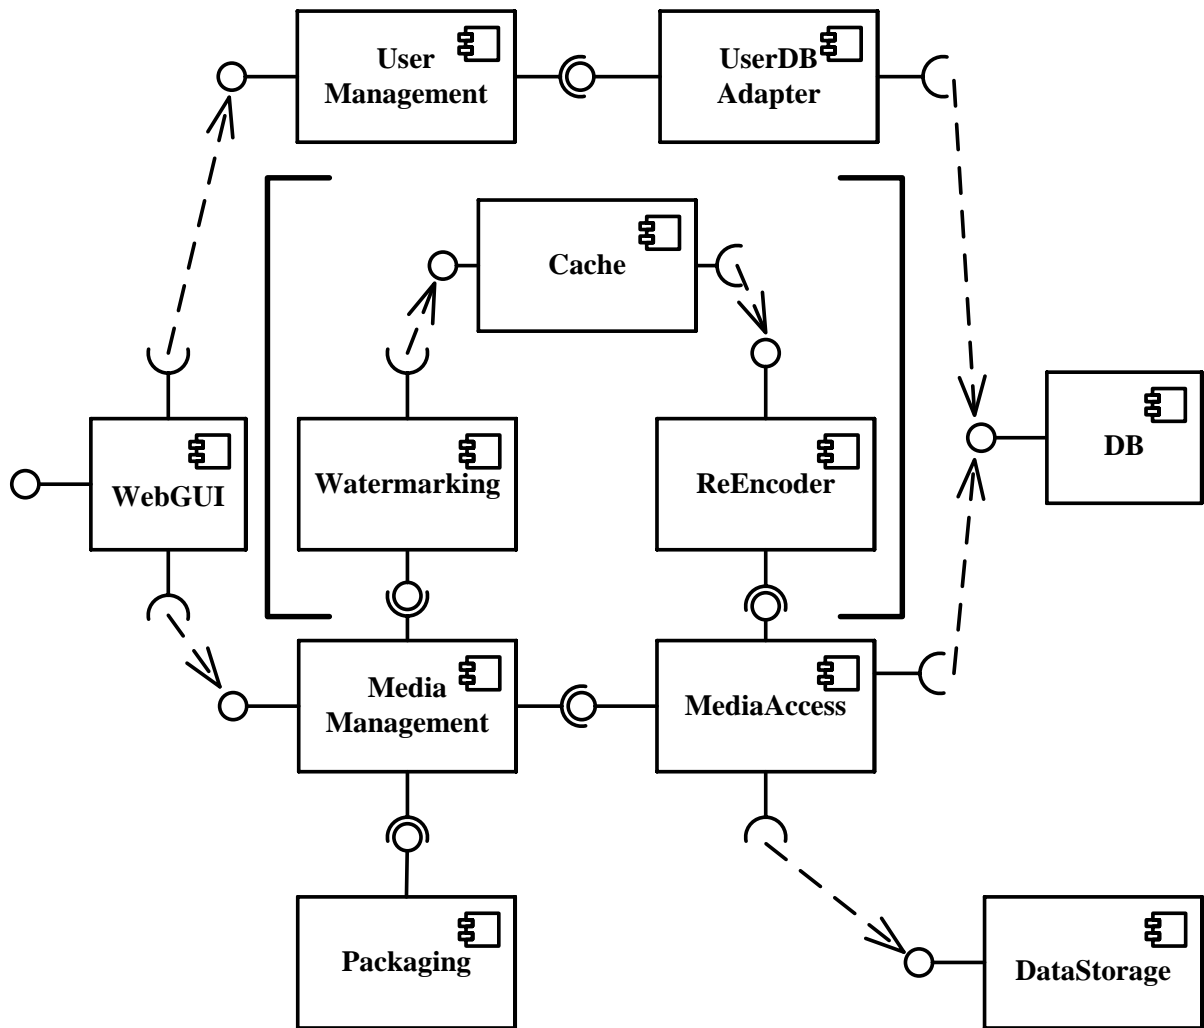 User
Management
UserDB
Adapter
Cache
WebGUI
Watermarking
ReEncoder
DB
Media
Management
MediaAccess
Packaging
DataStorage